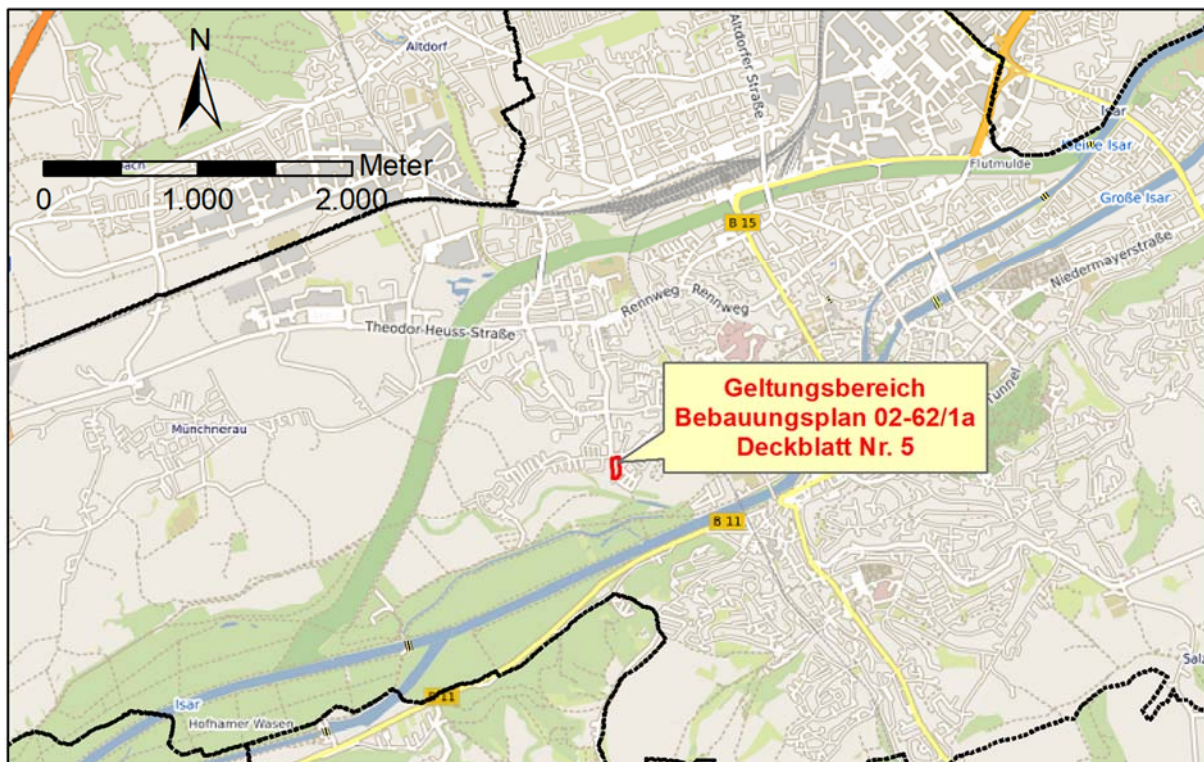 N
Altdorf
Altdorfer Straße
Meter
0 1.000 2.000
Isar
Kleine Isar
Flutmulde
Große Isar
B 15
Niedermayerstraße
Rennweg Rennweg
Theodor-Heuss-Straße
Tunnel
Geltungsbereich
Bebauungsplan 02-62/1a
Deckblatt Nr. 5
Münchnerau
B 11
B 11
Isar
Hofhamer Wasen